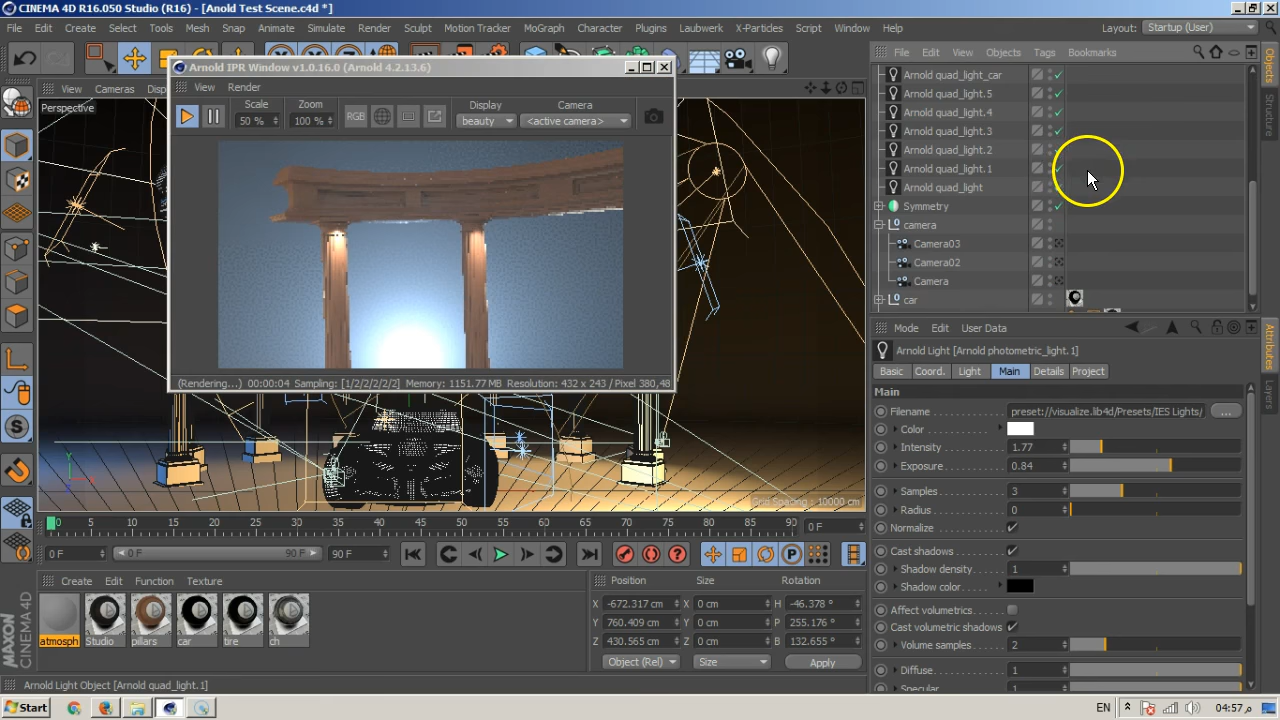 CINEMA 4D R16.050 Studio (R16) - [Anold Test Scene.c4d *]
File Edit Create Select Tools Mesh Snap Animate Simulate Render Sculpt Motion Tracker MoGraph Character Plugins Laubwerk X-Particles Script Window Layout: Startup (User)
File Edit View Objects Tags Bookmarks
View Cameras
Perspective
Arnold IPR Window v1.0.16.0 (Arnold 4.2.13.6)
View Render
Scale Zoom Display Camera
50 % 100 % RGB beauty <active camera>
(Rendering...) 00:00:04 Sampling: [1/2/2/2/2/2] Memory: 1151.77 MB Resolution: 432 x 243 / Pixel 380,48
Grid Spacing : 10000 cm
Arnold quad_light_car
Arnold quad_light.5
Arnold quad_light.4
Arnold quad_light.3
Arnold quad_light.2
Arnold quad_light.1
Arnold quad_light
Symmetry
camera
Camera03
Camera02
Camera
car
Objects
Structure
Mode Edit User Data
Arnold Light [Arnold photometric_light.1]
Basic Coord. Light Main Details Project
Main
Filename preset://visualize.lib4d/Presets/IES Lights/ ...
Color
Intensity 1.77
Exposure 0.84
Samples 3
Radius 0
Normalize
Cast shadows
Shadow density 1
Shadow color
Affect volumetrics
Cast volumetric shadows
Volume samples 2
Diffuse 1
Specular
Attributes
Layers
0 5 10 15 20 25 30 35 40 45 50 55 60 65 70 75 80 85 90 0 F
0 F 0 F 90 F 90 F
Create Edit Function Texture
atmosph Studio pillars car tire ch
Position Size Rotation
X -672.317 cm X 0 cm H -46.378 °
Y 760.409 cm Y 0 cm P 255.176 °
Z 430.565 cm Z 0 cm B 132.655 °
Object (Rel) Size Apply
MAXON
CINEMA 4D
Arnold Light Object [Arnold quad_light.1]
Start EN 04:57 م